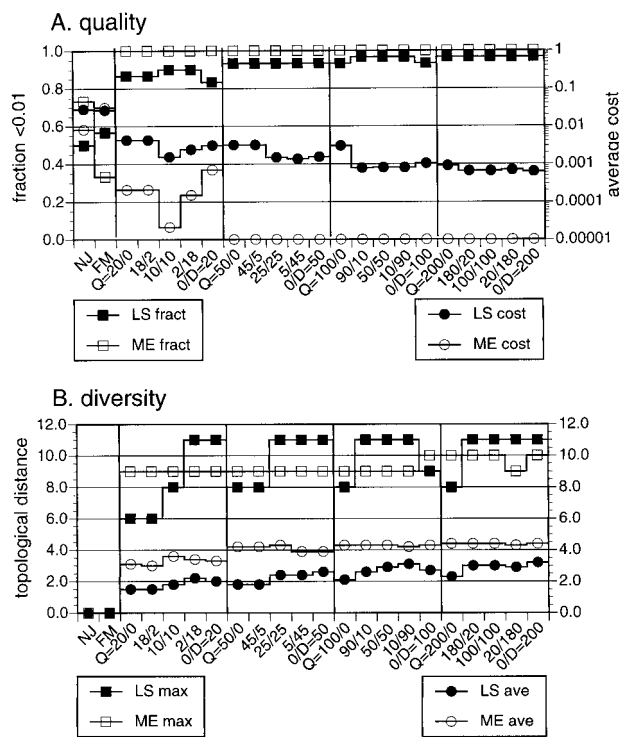 A. quality
fraction <0.01
1.0
0.8
0.6
0.4
0.2
0.0
1
0.1
0.01
0.001
0.0001
0.00001
average cost
NJ
FM
Q=20/0
18/2
10/10
2/18
0/D=20
Q=50/0
45/5
25/25
5/45
0/D=50
Q=100/0
90/10
50/50
10/90
0/D=100
Q=200/0
180/20
100/100
20/180
0/D=200
LS fract
ME fract
LS cost
ME cost
B. diversity
topological distance
12.0
10.0
8.0
6.0
4.0
2.0
0.0
12.0
10.0
8.0
6.0
4.0
2.0
0.0
NJ
FM
Q=20/0
18/2
10/10
2/18
0/D=20
Q=50/0
45/5
25/25
5/45
0/D=50
Q=100/0
90/10
50/50
10/90
0/D=100
Q=200/0
180/20
100/100
20/180
0/D=200
LS max
ME max
LS ave
ME ave